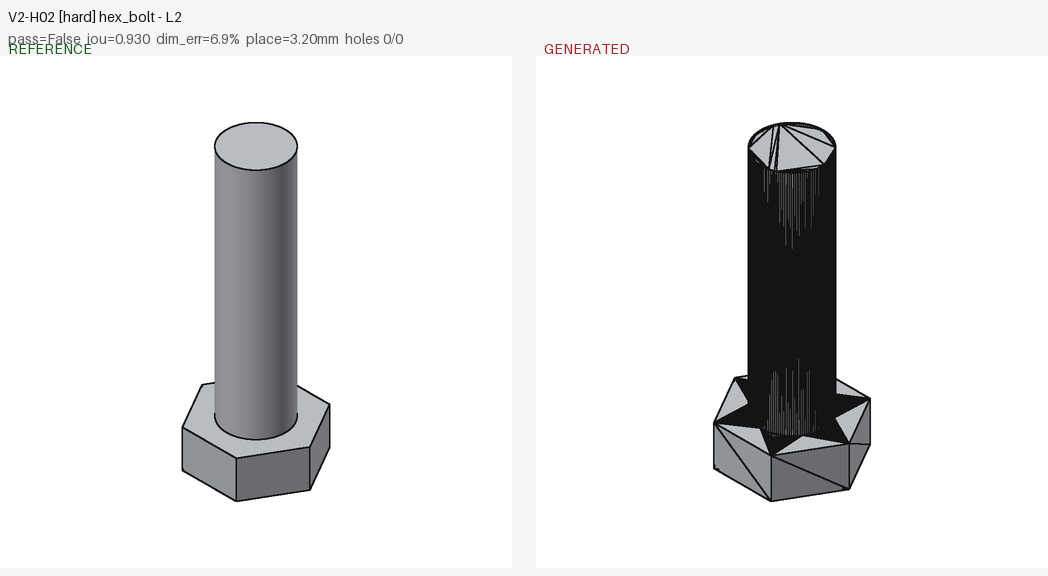 V2-H02 [hard] hex_bolt - L2
pass=False iou=0.930 dim_err=6.9% place=3.20mm holes 0/0
REFERENCE
GENERATED